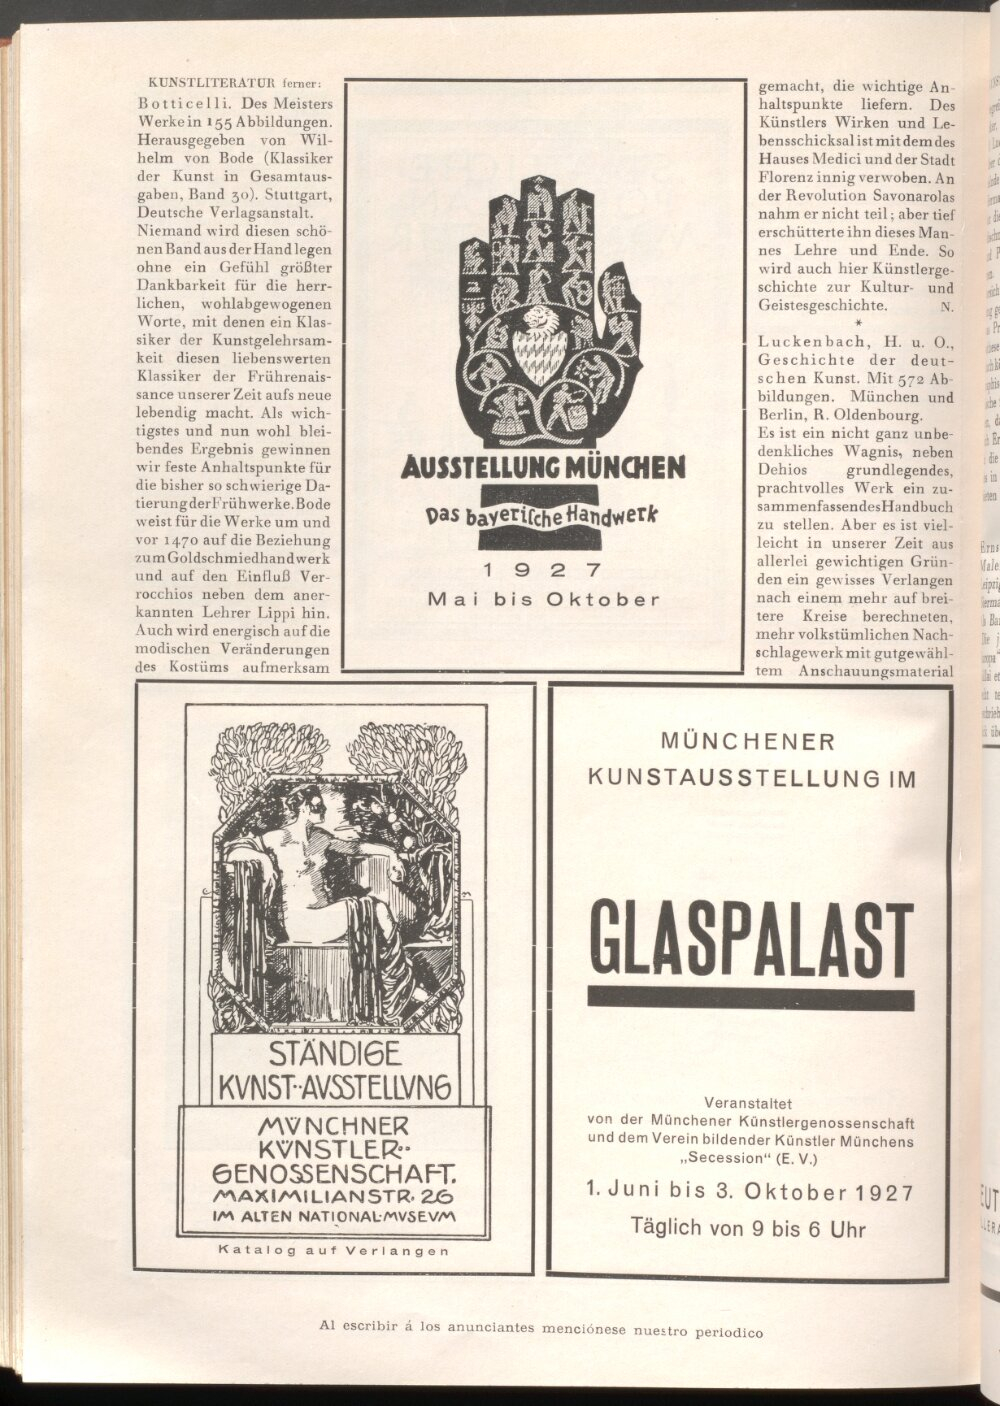 KUNSTLITERATUR ferner:
Botticelli. Des Meisters
Werke in 155 Abbildungen.
Herausgegeben von Wil-
helm von Bode (Klassiker
der Kunst in Gesamtaus-
gaben, Band 30). Stuttgart,
Deutsche Verlagsanstalt.
Niemand wird diesen schö-
nen Band aus der Hand legen
ohne ein Gefühl größter
Dankbarkeit für die herr-
lichen, wohlabgewogenen
Worte, mit denen ein Klas-
siker der Kunstgelehrsam-
keit diesen liebenswerten
Klassiker der Frührenais-
sance unserer Zeit aufs neue
lebendig macht. Als wich-
tigstes und nun wohl blei-
bendes Ergebnis gewinnen
wir feste Anhaltspunkte für
die bisher so schwierige Da-
tierung der Frühwerke. Bode
weist für die Werke um und
vor 1470 auf die Beziehung
zum Goldschmiedhandwerk
und auf den Einfluß Ver-
rocchios neben dem aner-
kannten Lehrer Lippi hin.
Auch wird energisch auf die
modischen Veränderungen
des Kostüms aufmerksam
gemacht, die wichtige An-
haltspunkte liefern. Des
Künstlers Wirken und Le-
bensschicksal ist mit dem des
Hauses Medici und der Stadt
Florenz innig verwoben. An
der Revolution Savonarolas
nahm er nicht teil; aber tief
erschütterte ihn dieses Man-
nes Lehre und Ende. So
wird auch hier Künstlerge-
schichte zur Kultur- und
Geistesgeschichte. N.
*
Luckenbach, H. u. O.,
Geschichte der deut-
schen Kunst. Mit 572 Ab-
bildungen. München und
Berlin, R. Oldenbourg.
Es ist ein nicht ganz unbe-
denkliches Wagnis, neben
Dehios grundlegendes,
prachtvolles Werk ein zu-
sammenfassendes Handbuch
zu stellen. Aber es ist viel-
leicht in unserer Zeit aus
allerlei gewichtigen Grün-
den ein gewisses Verlangen
nach einem mehr auf brei-
tere Kreise berechneten,
mehr volkstümlichen Nach-
schlagewerk mit gutgewähl-
tem Anschauungsmaterial
AUSSTELLUNG MÜNCHEN
Das bayerische Handwerk
1927
Mai bis Oktober
STÄNDIGE
KVNST-AVSSTELLVNG
MVNCHNER
KVNSTLER-
GENOSSENSCHAFT.
MAXIMILIANSTR. 26
IM ALTEN NATIONAL-MVSEVM
Katalog auf Verlangen
MÜNCHENER
KUNSTAUSSTELLUNG IM
GLASPALAST
Veranstaltet
von der Münchener Künstlergenossenschaft
und dem Verein bildender Künstler Münchens
„Secession" (E. V.)
1. Juni bis 3. Oktober 1927
Täglich von 9 bis 6 Uhr
Al escribir á los anunciantes menciónese nuestro periodico